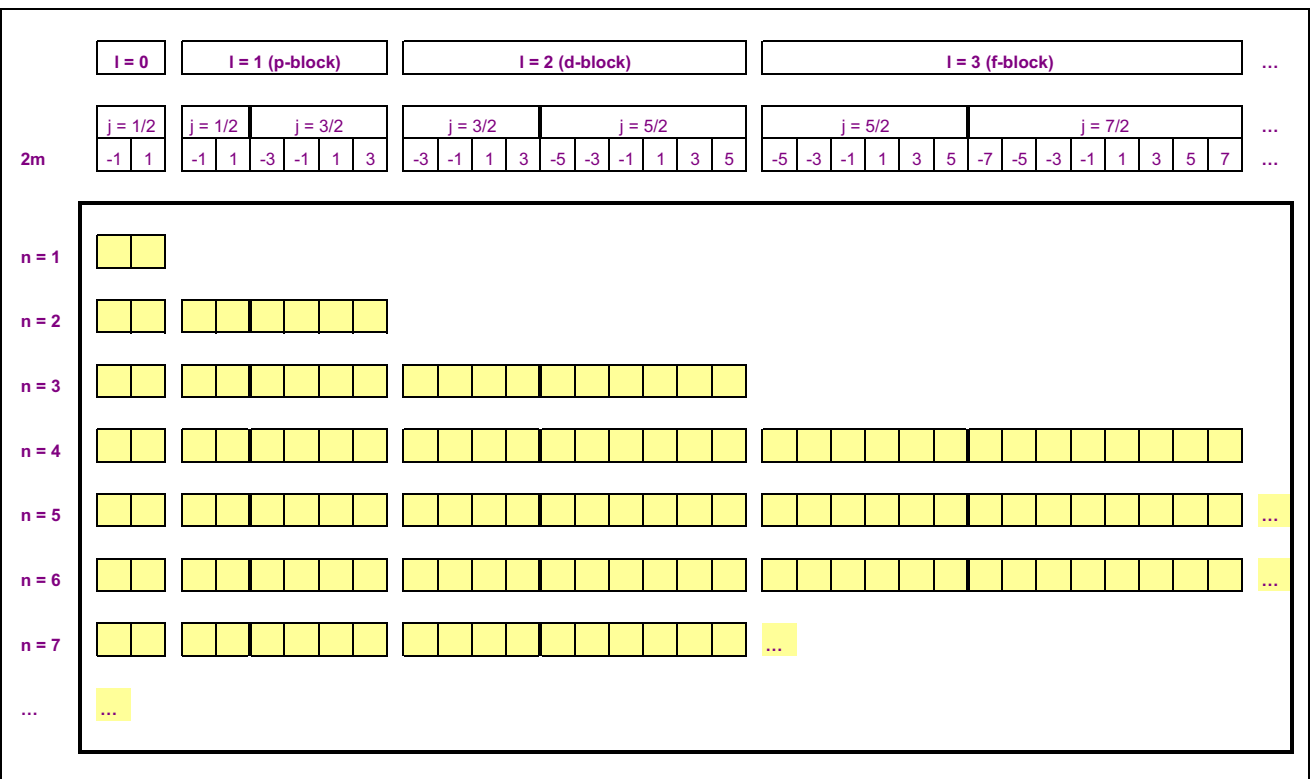 l = 0 l = 1 (p-block) l = 2 (d-block) l = 3 (f-block) …
j = 1/2 j = 1/2 j = 3/2 j = 3/2 j = 5/2 j = 5/2 j = 7/2 …
2m -1 1 -1 1 -3 -1 1 3 -3 -1 1 3 -5 -3 -1 1 3 5 -5 -3 -1 1 3 5 -7 -5 -3 -1 1 3 5 7 …
n = 1
n = 2
n = 3
n = 4
n = 5 …
n = 6 …
n = 7 …
… …